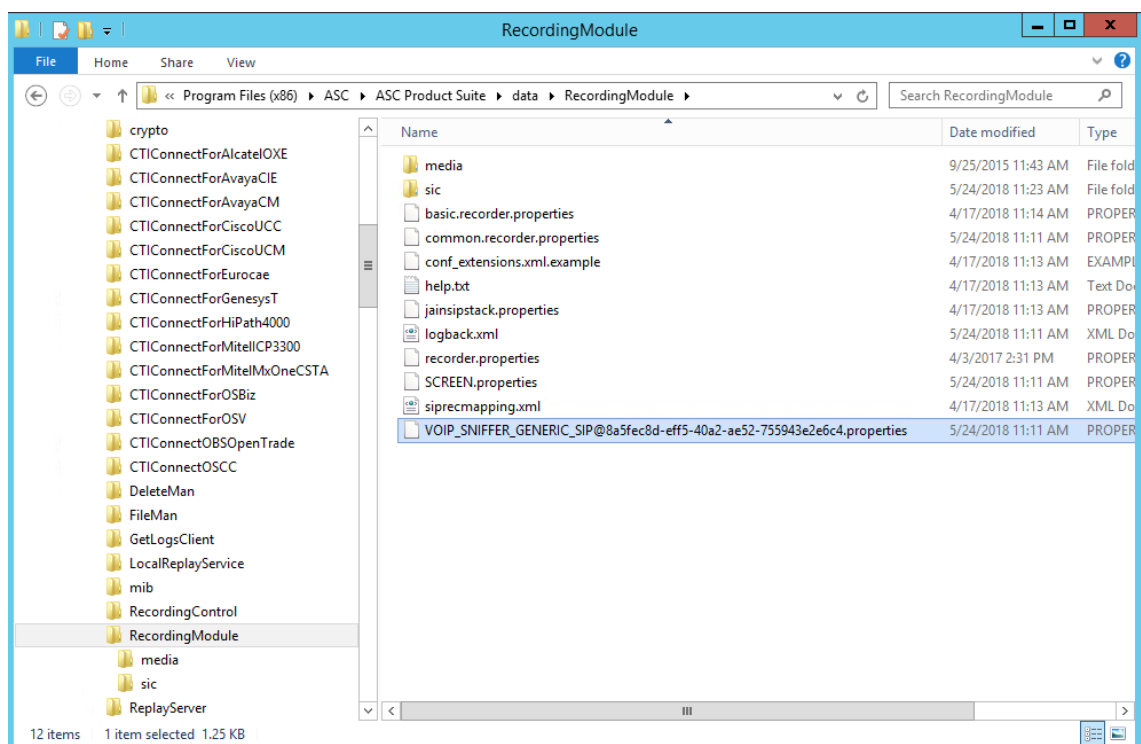 RecordingModule
File Home Share View
« Program Files (x86) ASC ASC Product Suite data RecordingModule Search RecordingModule
crypto
CTIConnectForAlcatelOXE
CTIConnectForAvayaCIE
CTIConnectForAvayaCM
CTIConnectForCiscoUCC
CTIConnectForCiscoUCM
CTIConnectForEurocae
CTIConnectForGenesysT
CTIConnectForHiPath4000
CTIConnectForMitelICP3300
CTIConnectForMitelMxOneCSTA
CTIConnectForOSBiz
CTIConnectForOSV
CTIConnectOBSOpenTrade
CTIConnectOSCC
DeleteMan
FileMan
GetLogsClient
LocalReplayService
mib
RecordingControl
RecordingModule
media
sic
ReplayServer
Name Date modified Type
media 9/25/2015 11:43 AM File fold
sic 5/24/2018 11:23 AM File fold
basic.recorder.properties 4/17/2018 11:14 AM PROPER
common.recorder.properties 5/24/2018 11:11 AM PROPER
conf_extensions.xml.example 4/17/2018 11:13 AM EXAMPL
help.txt 4/17/2018 11:13 AM Text Do
jainsipstack.properties 4/17/2018 11:13 AM PROPER
logback.xml 5/24/2018 11:11 AM XML Do
recorder.properties 4/3/2017 2:31 PM PROPER
SCREEN.properties 5/24/2018 11:11 AM PROPER
siprecmapping.xml 4/17/2018 11:13 AM XML Do
VOIP_SNIFFER_GENERIC_SIP@8a5fec8d-eff5-40a2-ae52-755943e2e6c4.properties 5/24/2018 11:11 AM PROPER
12 items 1 item selected 1.25 KB